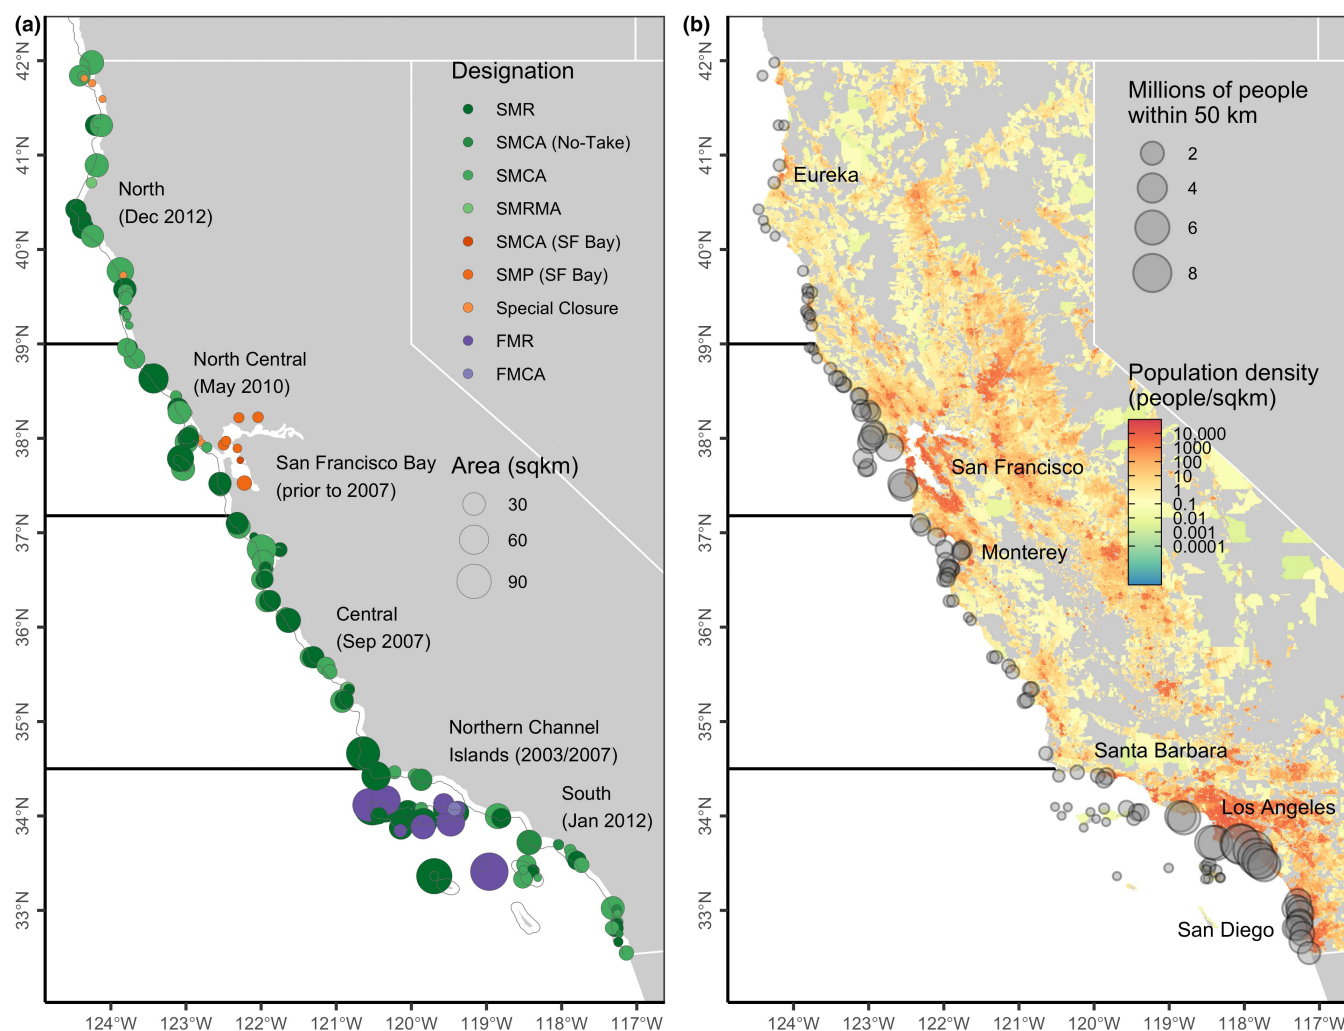 (a)
42°N
41°N
40°N
39°N
38°N
37°N
36°N
35°N
34°N
33°N
124°W
123°W
122°W
121°W
120°W
119°W
118°W
117°W
North
(Dec 2012)
North Central
(May 2010)
San Francisco Bay
(prior to 2007)
Central
(Sep 2007)
Northern Channel
Islands (2003/2007)
South
(Jan 2012)
Designation
SMR
SMCA (No-Take)
SMCA
SMRMA
SMCA (SF Bay)
SMP (SF Bay)
Special Closure
FMR
FMCA
Area (sqkm)
30
60
90
(b)
42°N
41°N
40°N
39°N
38°N
37°N
36°N
35°N
34°N
33°N
124°W
123°W
122°W
121°W
120°W
119°W
118°W
117°W
Eureka
San Francisco
Monterey
Santa Barbara
Los Angeles
San Diego
Millions of people
within 50 km
2
4
6
8
Population density
(people/sqkm)
10,000
1000
100
10
1
0.1
0.01
0.001
0.0001